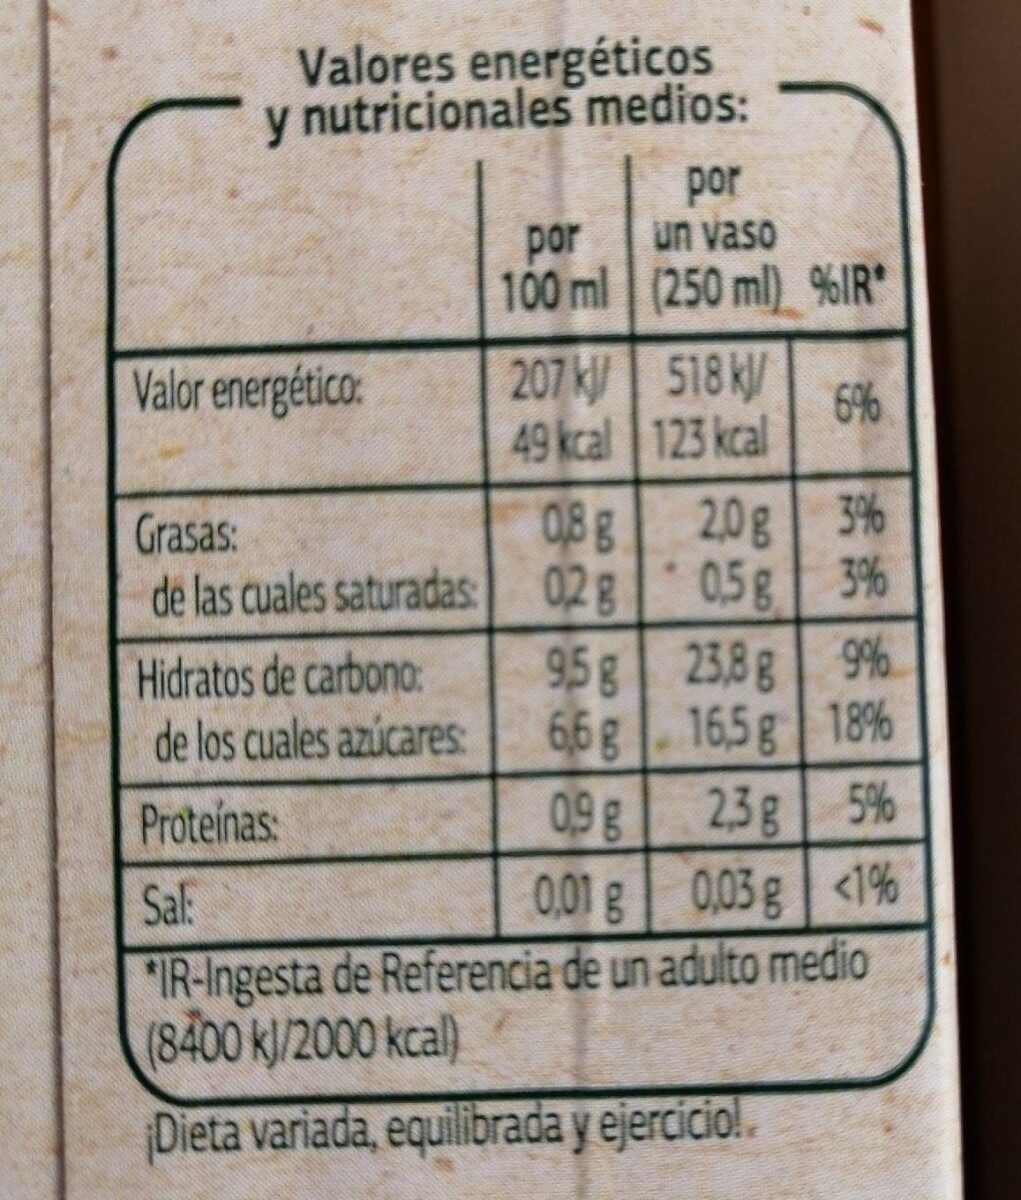 Valores energéticos
y nutricionales medios:
por 100 ml | por un vaso (250 ml) | %IR*
Valor energético: 207 kJ/ 49 kcal | 518 kJ/ 123 kcal | 6%
Grasas: 0,8 g 2,0 g 3%
de las cuales saturadas: 0,2 g 0,5 g 3%
Hidratos de carbono: 9,5 g 23,8 g 9%
de los cuales azúcares: 6,6 g 16,5 g 18%
Proteínas: 0,9 g 2,3 g 5%
Sal: 0,01 g 0,03 g <1%
*IR-Ingesta de Referencia de un adulto medio
(8400 kJ/2000 kcal)
¡Dieta variada, equilibrada y ejercicio!.